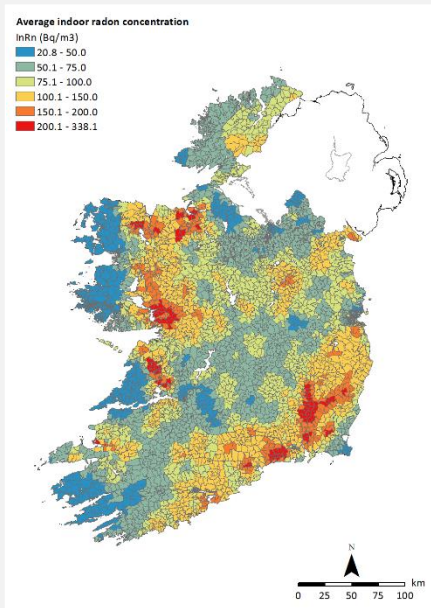 Average indoor radon concentration
InRn (Bq/m3)
20.8 - 50.0
50.1 - 75.0
75.1 - 100.0
100.1 - 150.0
150.1 - 200.0
200.1 - 338.1
N
km
0 25 50 75 100